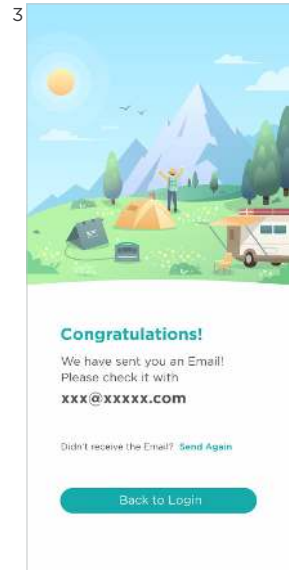 3
Congratulations!
We have sent you an Email!
Please check it with
xxx@xxxxx.com
Didn't receive the Email? Send Again
Back to Login